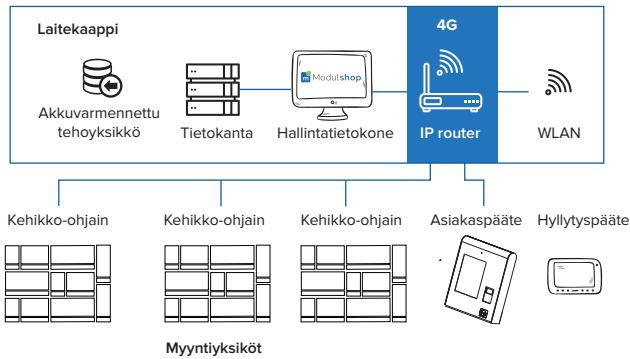 Laitekaappi
4G
Modulshop
Akkuvarmennettu
tehoyksikkö
Tietokanta
Hallintatietokone
IP router
WLAN
Kehikko-ohjain
Kehikko-ohjain
Kehikko-ohjain
Asiakaspääte
Hyllytyspääte
Myyntiyksiköt